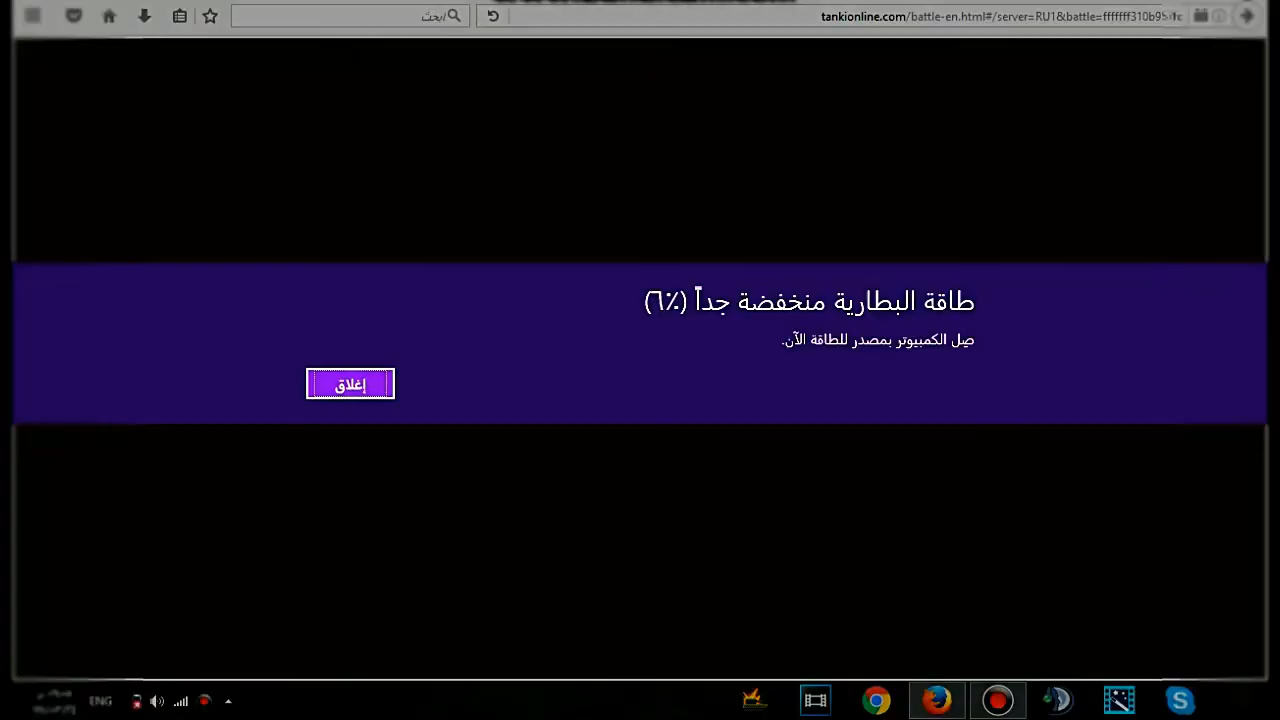 ابحث
tankionline.com/battle-en.html#/server=RU1&battle=fffffff310b95
طاقة البطارية منخفضة جداً (٦٪)
صِل الكمبيوتر بمصدر للطاقة الآن.
إغلاق
ENG